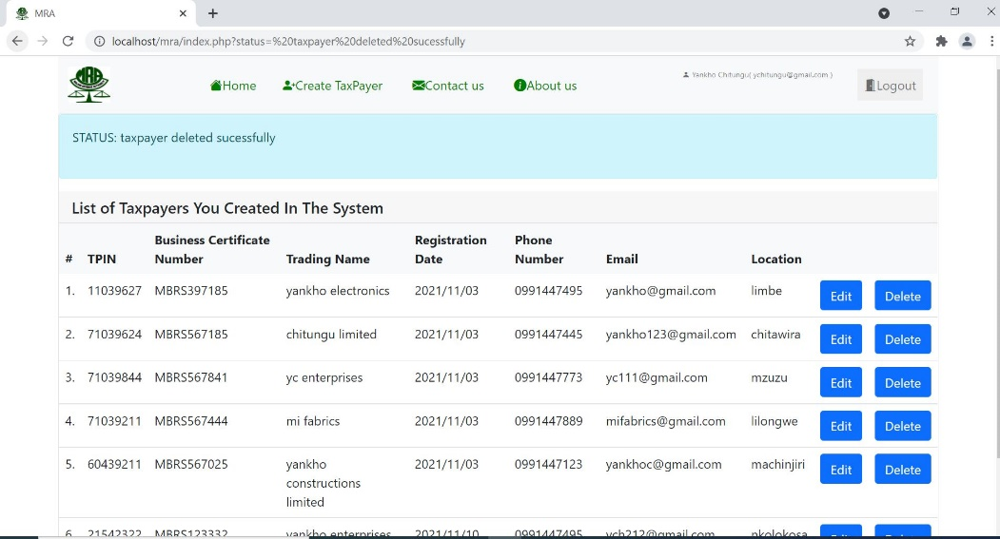 MRA
localhost/mra/index.php?status=%20taxpayer%20deleted%20sucessfully
MRA
Home Create TaxPayer Contact us About us Yankho Chitungu( ychitungu@gmail.com ) Logout
STATUS: taxpayer deleted sucessfully
List of Taxpayers You Created In The System
# TPIN Business Certificate Number Trading Name Registration Date Phone Number Email Location
1. 11039627 MBRS397185 yankho electronics 2021/11/03 0991447495 yankho@gmail.com limbe Edit Delete
2. 71039624 MBRS567185 chitungu limited 2021/11/03 0991447445 yankho123@gmail.com chitawira Edit Delete
3. 71039844 MBRS567841 yc enterprises 2021/11/03 0991447773 yc111@gmail.com mzuzu Edit Delete
4. 71039211 MBRS567444 mi fabrics 2021/11/03 0991447889 mifabrics@gmail.com lilongwe Edit Delete
5. 60439211 MBRS567025 yankho constructions limited 2021/11/03 0991447123 yankhoc@gmail.com machinjiri Edit Delete
6. 21542322 MBRS123332 yankho enterprises 2021/11/10 0991447495 ych212@gmail.com nkolokosa Edit Delete